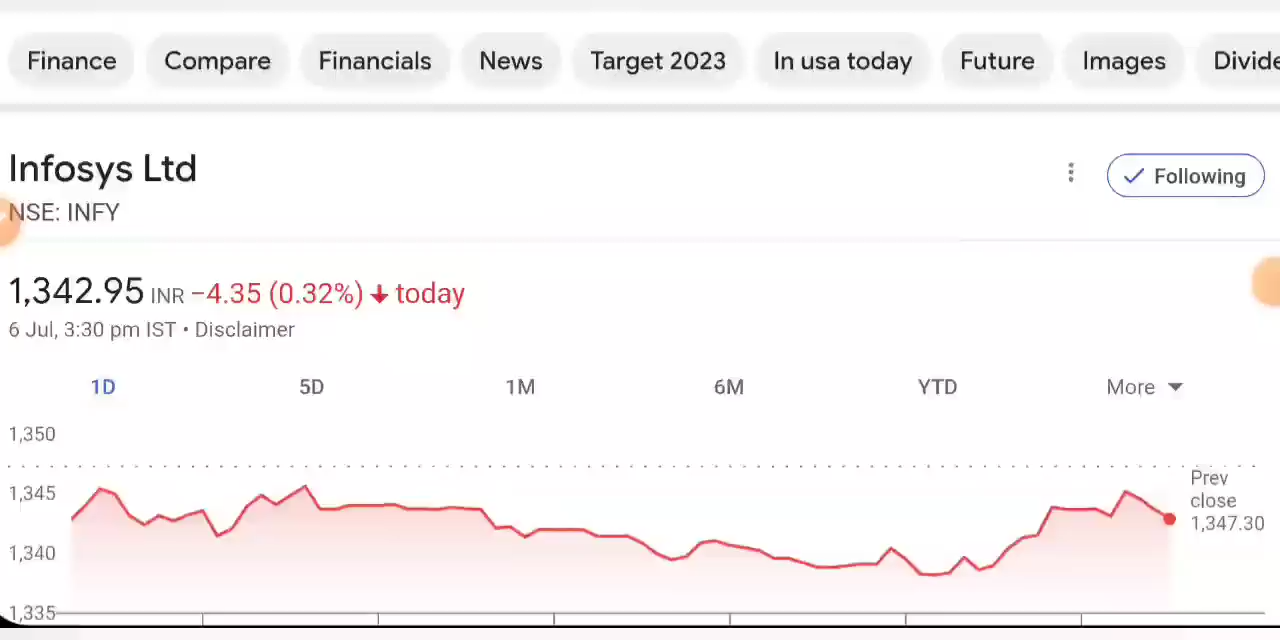 Finance Compare Financials News Target 2023 In usa today Future Images Divide
Infosys Ltd
Following
NSE: INFY
1,342.95 INR −4.35 (0.32%) today
6 Jul, 3:30 pm IST • Disclaimer
1D 5D 1M 6M YTD More
1,350
1,345
1,340
1,335
Prev
close
1,347.30